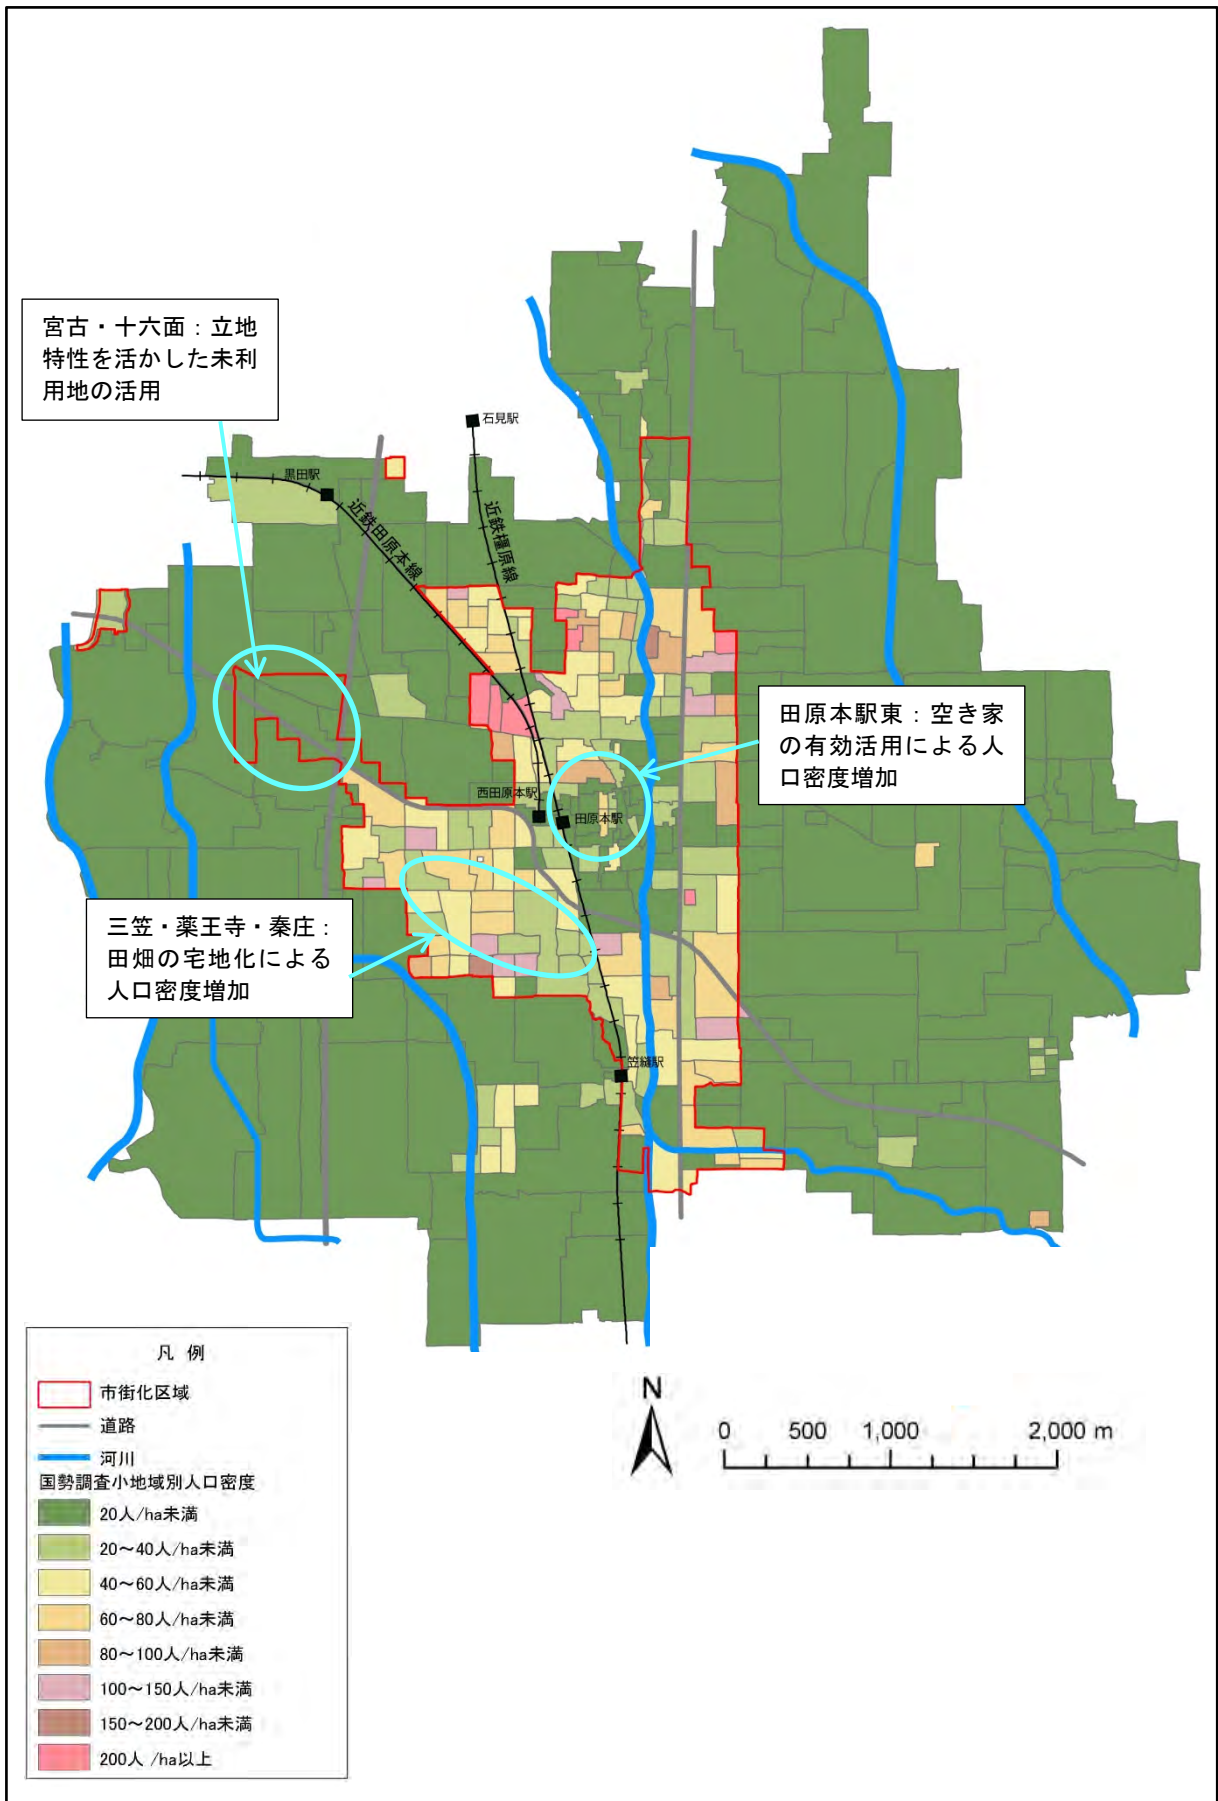 宮古・十六面：立地
特性を活かした未利
用地の活用
石見駅
黒田駅
近鉄田原本線
近鉄橿原線
田原本駅東：空き家
の有効活用による人
口密度増加
西田原本駅
田原本駅
三笠・薬王寺・秦庄：
田畑の宅地化による
人口密度増加
笠縫駅
凡 例
市街化区域
道路
河川
国勢調査小地域別人口密度
20人/ha未満
20～40人/ha未満
40～60人/ha未満
60～80人/ha未満
80～100人/ha未満
100～150人/ha未満
150～200人/ha未満
200人 /ha以上
N
0 500 1,000 2,000 m